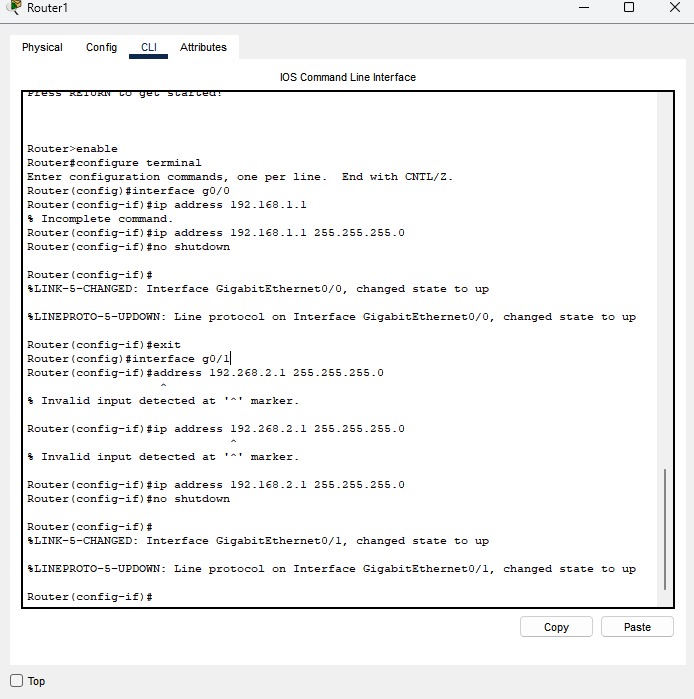 Router1
Physical Config CLI Attributes
IOS Command Line Interface
Press RETURN to get started!
Router>enable
Router#configure terminal
Enter configuration commands, one per line.  End with CNTL/Z.
Router(config)#interface g0/0
Router(config-if)#ip address 192.168.1.1
% Incomplete command.
Router(config-if)#ip address 192.168.1.1 255.255.255.0
Router(config-if)#no shutdown
Router(config-if)#
%LINK-5-CHANGED: Interface GigabitEthernet0/0, changed state to up
%LINEPROTO-5-UPDOWN: Line protocol on Interface GigabitEthernet0/0, changed state to up
Router(config-if)#exit
Router(config)#interface g0/1
Router(config-if)#address 192.268.2.1 255.255.255.0
^
% Invalid input detected at '^' marker.
Router(config-if)#ip address 192.268.2.1 255.255.255.0
^
% Invalid input detected at '^' marker.
Router(config-if)#ip address 192.168.2.1 255.255.255.0
Router(config-if)#no shutdown
Router(config-if)#
%LINK-5-CHANGED: Interface GigabitEthernet0/1, changed state to up
%LINEPROTO-5-UPDOWN: Line protocol on Interface GigabitEthernet0/1, changed state to up
Router(config-if)#
Copy Paste
Top